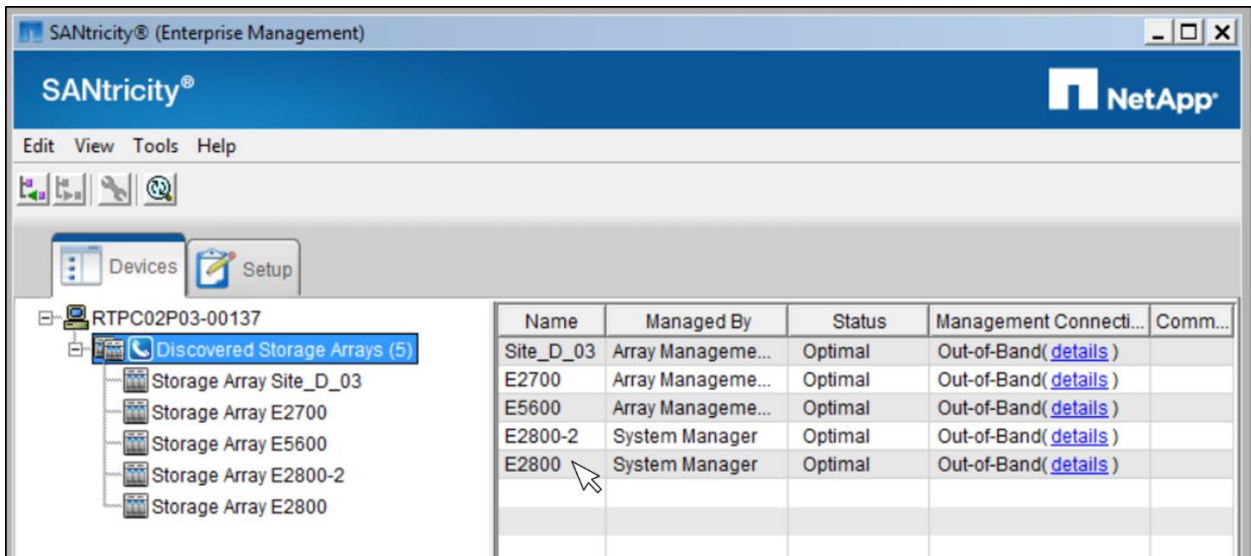 SANtricity® (Enterprise Management)
SANtricity®
NetApp®
Edit View Tools Help
Devices Setup
RTPC02P03-00137
Discovered Storage Arrays (5)
Storage Array Site_D_03
Storage Array E2700
Storage Array E5600
Storage Array E2800-2
Storage Array E2800
Name Managed By Status Management Connecti... Comm...
Site_D_03 Array Manageme... Optimal Out-of-Band( details )
E2700 Array Manageme... Optimal Out-of-Band( details )
E5600 Array Manageme... Optimal Out-of-Band( details )
E2800-2 System Manager Optimal Out-of-Band( details )
E2800 System Manager Optimal Out-of-Band( details )